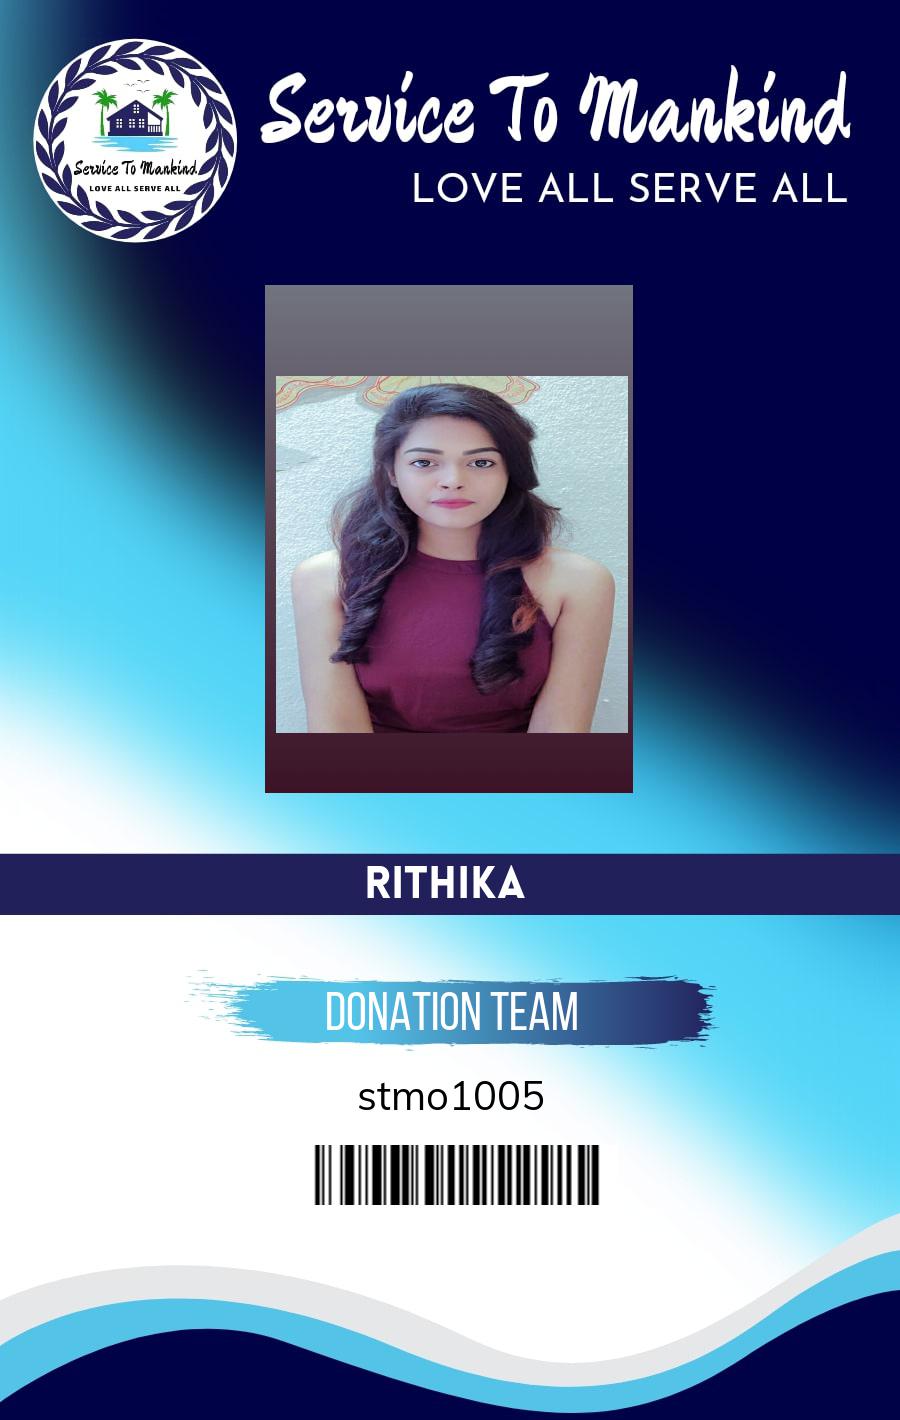 Service To Mankind
LOVE ALL SERVE ALL
Service To Mankind
LOVE ALL SERVE ALL
RITHIKA
DONATION TEAM
stmo1005